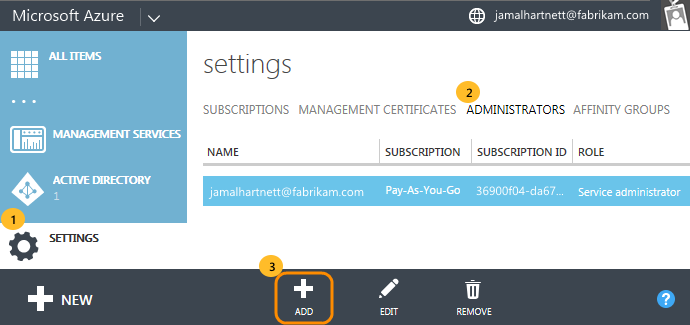 Microsoft Azure
jamalhartnett@fabrikam.com
ALL ITEMS
...
MANAGEMENT SERVICES
ACTIVE DIRECTORY
1
1
SETTINGS
settings
2
SUBSCRIPTIONS MANAGEMENT CERTIFICATES ADMINISTRATORS AFFINITY GROUPS
NAME SUBSCRIPTION SUBSCRIPTION ID ROLE
jamalhartnett@fabrikam.com Pay-As-You-Go 36900f04-da67... Service administrator
3
NEW
ADD
EDIT
REMOVE
?